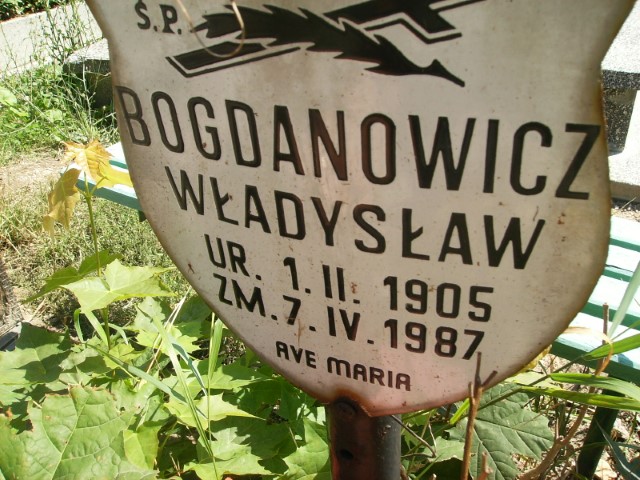 Ś.P.
BOGDANOWICZ
WŁADYSŁAW
UR. 1. II. 1905
ZM. 7. IV. 1987
AVE MARIA